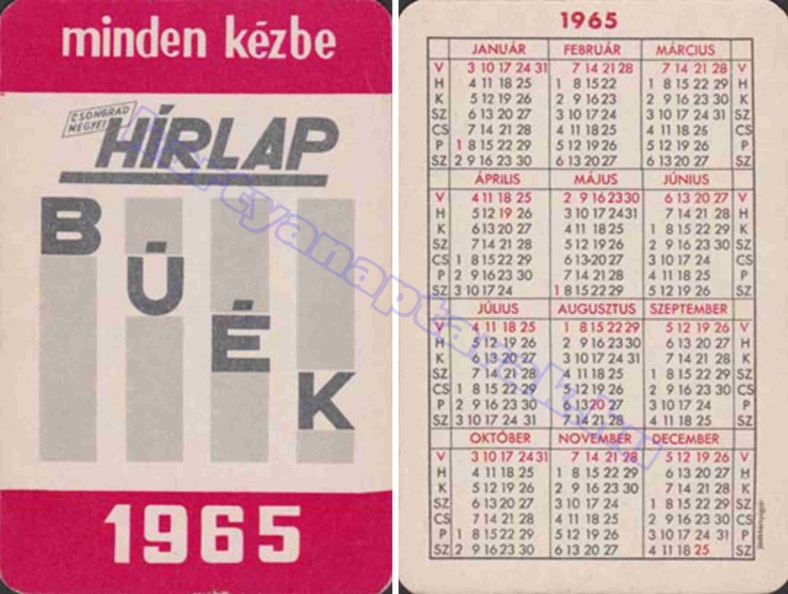 minden kézbe
CSONGRÁD
MEGYEI
HÍRLAP
B
Ú
É
K
1965
1965
JANUÁR FEBRUÁR MÁRCIUS
V 3 10 17 24 31 7 14 21 28 7 14 21 28 V
H 4 11 18 25 1 8 15 22 1 8 15 22 29 H
K 5 12 19 26 2 9 16 23 2 9 16 23 30 K
SZ 6 13 20 27 3 10 17 24 3 10 17 24 31 SZ
CS 7 14 21 28 4 11 18 25 4 11 18 25 CS
P 1 8 15 22 29 5 12 19 26 5 12 19 26 P
SZ 2 9 16 23 30 6 13 20 27 6 13 20 27 SZ
ÁPRILIS MÁJUS JÚNIUS
V 4 11 18 25 2 9 16 23 30 6 13 20 27 V
H 5 12 19 26 3 10 17 24 31 7 14 21 28 H
K 6 13 20 27 4 11 18 25 1 8 15 22 29 K
SZ 7 14 21 28 5 12 19 26 2 9 16 23 30 SZ
CS 1 8 15 22 29 6 13 20 27 3 10 17 24 CS
P 2 9 16 23 30 7 14 21 28 4 11 18 25 P
SZ 3 10 17 24 1 8 15 22 29 5 12 19 26 SZ
JÚLIUS AUGUSZTUS SZEPTEMBER
V 4 11 18 25 1 8 15 22 29 5 12 19 26 V
H 5 12 19 26 2 9 16 23 30 6 13 20 27 H
K 6 13 20 27 3 10 17 24 31 7 14 21 28 K
SZ 7 14 21 28 4 11 18 25 1 8 15 22 29 SZ
CS 1 8 15 22 29 5 12 19 26 2 9 16 23 30 CS
P 2 9 16 23 30 6 13 20 27 3 10 17 24 P
SZ 3 10 17 24 31 7 14 21 28 4 11 18 25 SZ
OKTÓBER NOVEMBER DECEMBER
V 3 10 17 24 31 7 14 21 28 5 12 19 26 V
H 4 11 18 25 1 8 15 22 29 6 13 20 27 H
K 5 12 19 26 2 9 16 23 30 7 14 21 28 K
SZ 6 13 20 27 3 10 17 24 1 8 15 22 29 SZ
CS 7 14 21 28 4 11 18 25 2 9 16 23 30 CS
P 1 8 15 22 29 5 12 19 26 3 10 17 24 31 P
SZ 2 9 16 23 30 6 13 20 27 4 11 18 25 SZ
kartyanaptarak.com